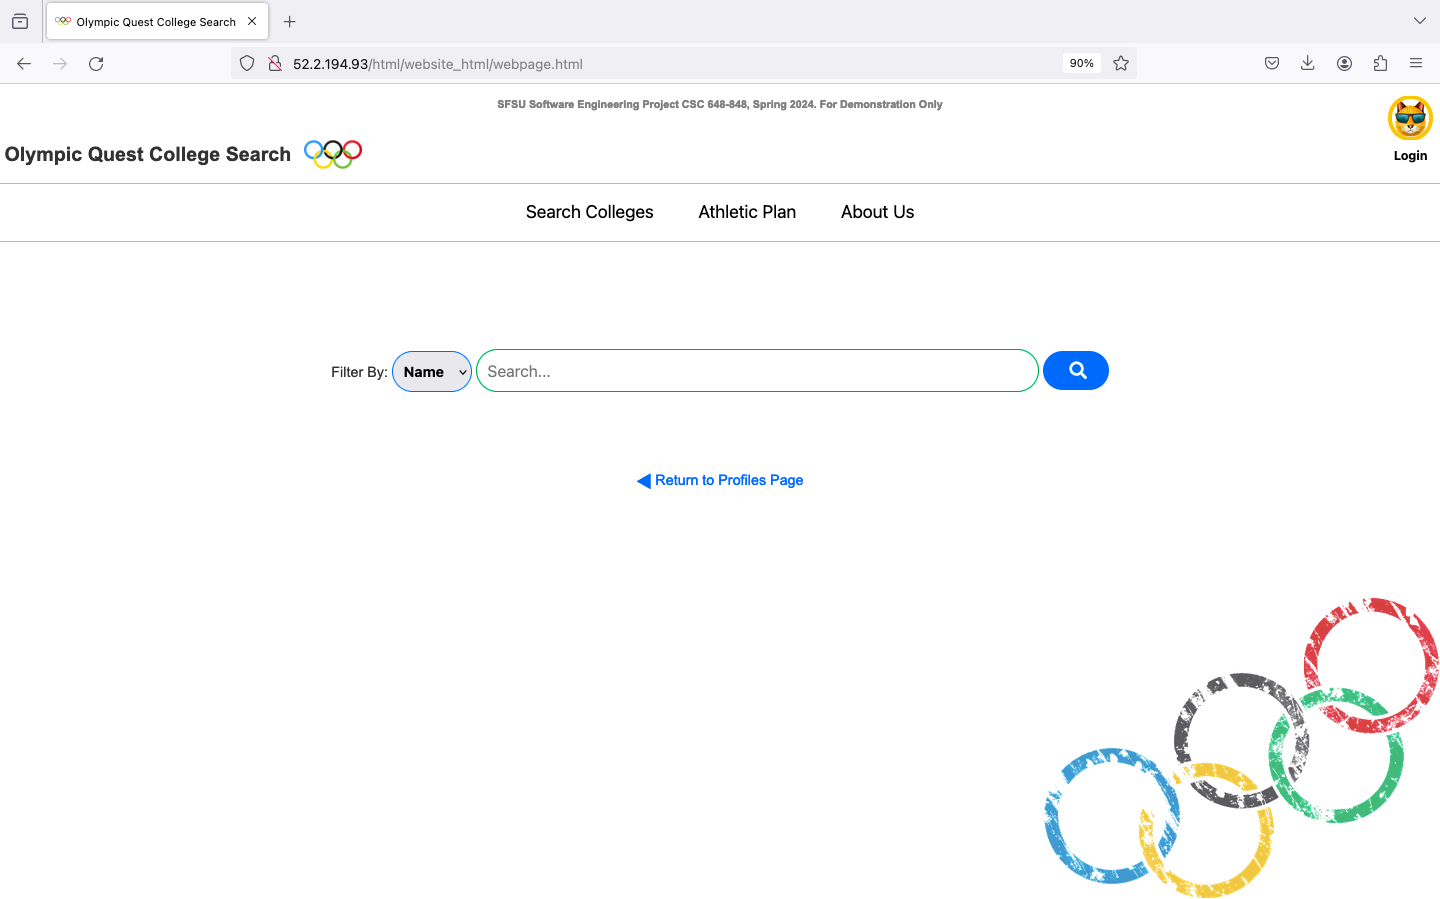 Olympic Quest College Search
52.2.194.93/html/website_html/webpage.html
90%
SFSU Software Engineering Project CSC 648-848, Spring 2024. For Demonstration Only
Olympic Quest College Search
Login
Search Colleges
Athletic Plan
About Us
Filter By: Name
Search...
Return to Profiles Page